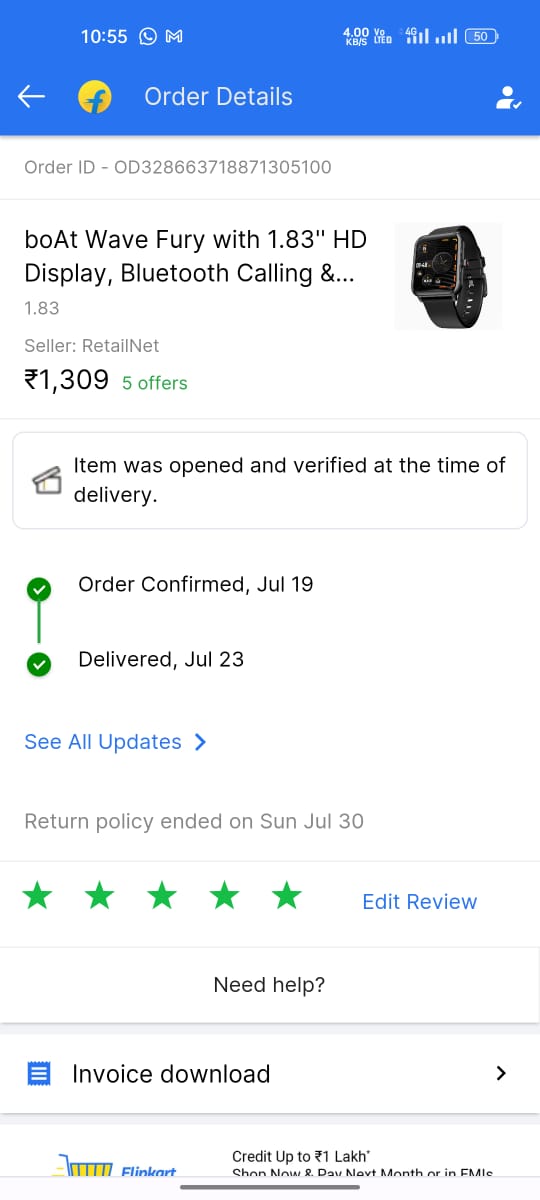 10:55
4.00 KB/S Vo LTED 4G 50
Order Details
Order ID - OD328663718871305100
boAt Wave Fury with 1.83" HD
Display, Bluetooth Calling &...
1.83
Seller: RetailNet
₹1,309 5 offers
Item was opened and verified at the time of
delivery.
Order Confirmed, Jul 19
Delivered, Jul 23
See All Updates
Return policy ended on Sun Jul 30
Edit Review
Need help?
Invoice download
Credit Up to ₹1 Lakh*
Flipkart
Shop Now & Pay Next Month or in EMIs